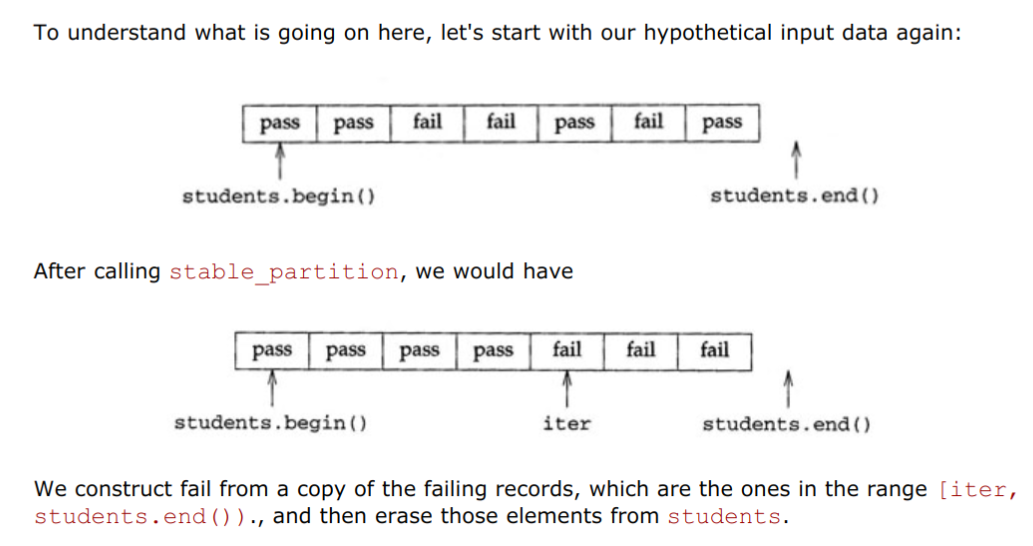 To understand what is going on here, let's start with our hypothetical input data again:
pass pass fail fail pass fail pass
students.begin() students.end()
After calling stable_partition, we would have
pass pass pass pass fail fail fail
students.begin() iter students.end()
We construct fail from a copy of the failing records, which are the ones in the range [iter,
students.end())., and then erase those elements from students.